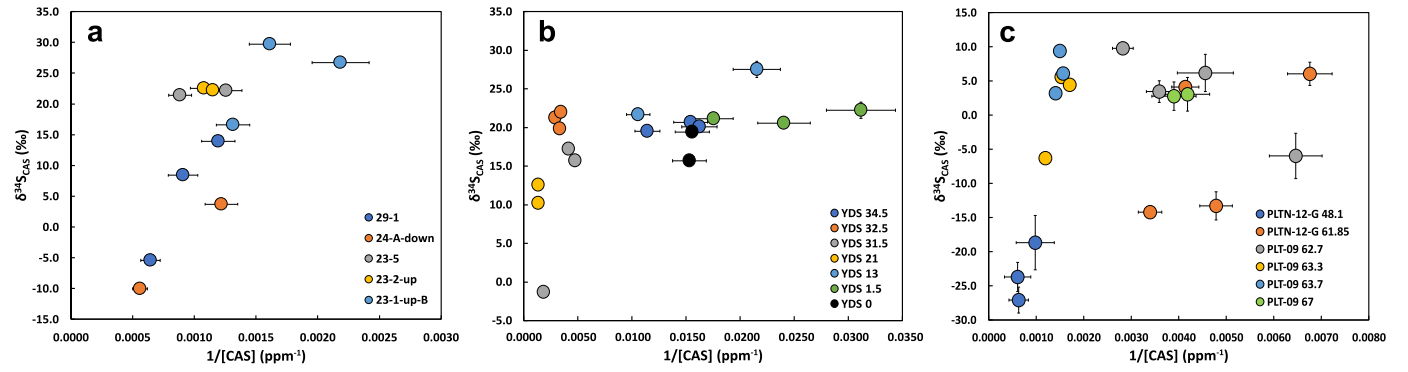 a
35.0
30.0
25.0
20.0
15.0
10.0
5.0
0.0
-5.0
-10.0
-15.0
δ³⁴S_CAS (‰)
0.0000 0.0005 0.0010 0.0015 0.0020 0.0025 0.0030
1/[CAS] (ppm⁻¹)
29-1
24-A-down
23-5
23-2-up
23-1-up-B
b
35.0
30.0
25.0
20.0
15.0
10.0
5.0
0.0
-5.0
δ³⁴S_CAS (‰)
0.0000 0.0050 0.0100 0.0150 0.0200 0.0250 0.0300 0.0350
1/[CAS] (ppm⁻¹)
YDS 34.5
YDS 32.5
YDS 31.5
YDS 21
YDS 13
YDS 1.5
YDS 0
c
15.0
10.0
5.0
0.0
-5.0
-10.0
-15.0
-20.0
-25.0
-30.0
δ³⁴S_CAS (‰)
0.0000 0.0010 0.0020 0.0030 0.0040 0.0050 0.0060 0.0070 0.0080
1/[CAS] (ppm⁻¹)
PLTN-12-G 48.1
PLTN-12-G 61.85
PLT-09 62.7
PLT-09 63.3
PLT-09 63.7
PLT-09 67